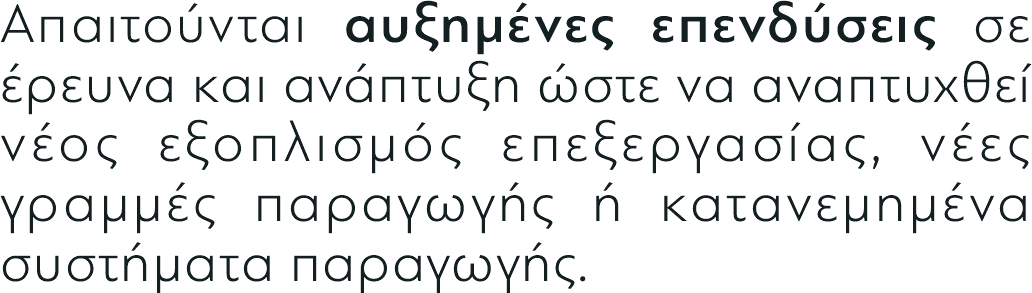 Απαιτούνται αυξημένες επενδύσεις σε
έρευνα και ανάπτυξη ώστε να αναπτυχθεί
νέος εξοπλισμός επεξεργασίας, νέες
γραμμές παραγωγής ή κατανεμημένα
συστήματα παραγωγής.